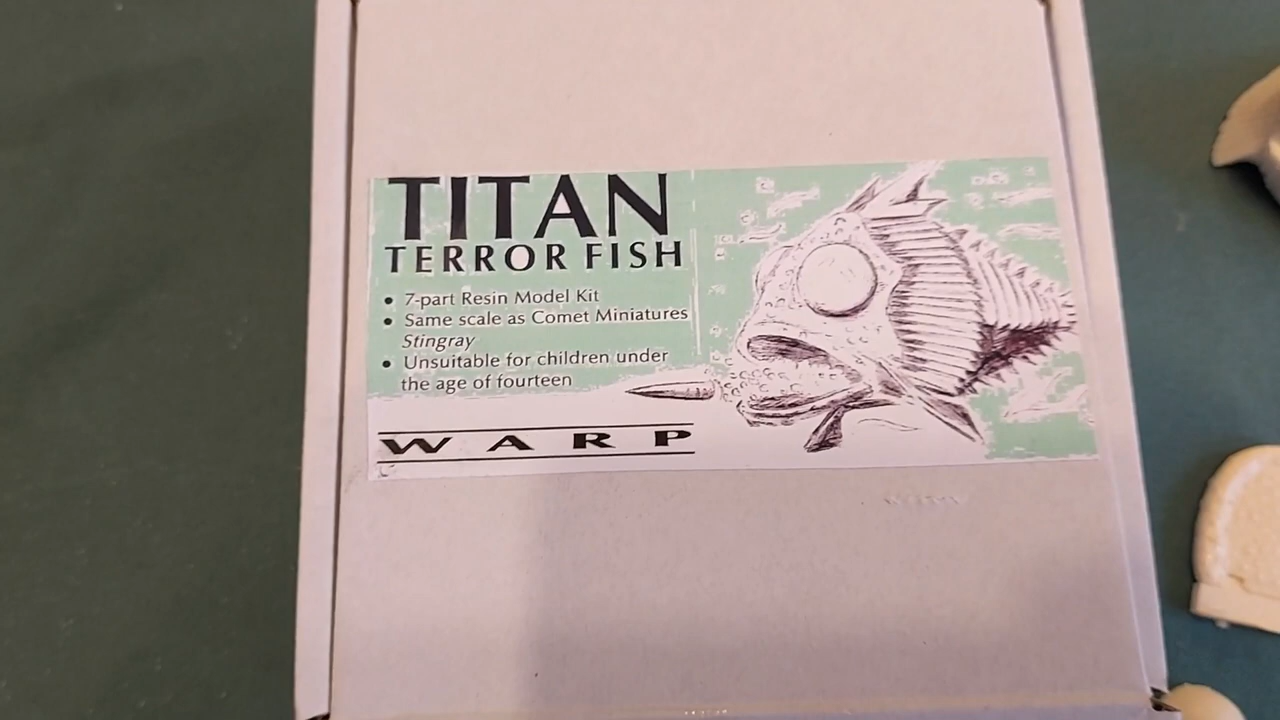 TITAN
TERROR FISH
• 7-part Resin Model Kit
• Same scale as Comet Miniatures
Stingray
• Unsuitable for children under
the age of fourteen
WARP